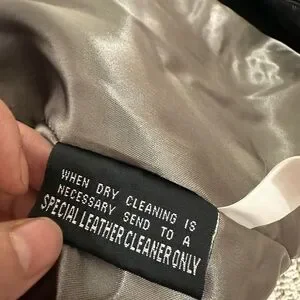 WHEN DRY CLEANING IS
NECESSARY SEND TO A
SPECIAL LEATHER CLEANER ONLY